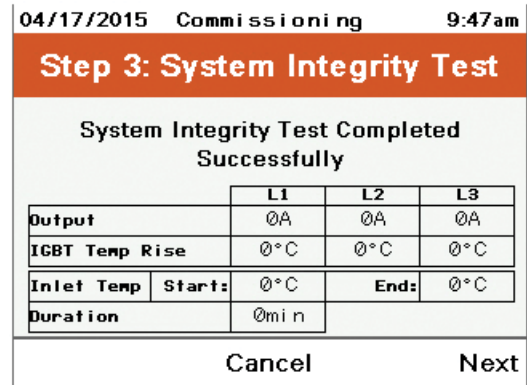 04/17/2015 Commissioning 9:47am
Step 3: System Integrity Test
System Integrity Test Completed
Successfully
L1 L2 L3
Output 0A 0A 0A
IGBT Temp Rise 0°C 0°C 0°C
Inlet Temp Start: 0°C End: 0°C
Duration 0min
Cancel Next